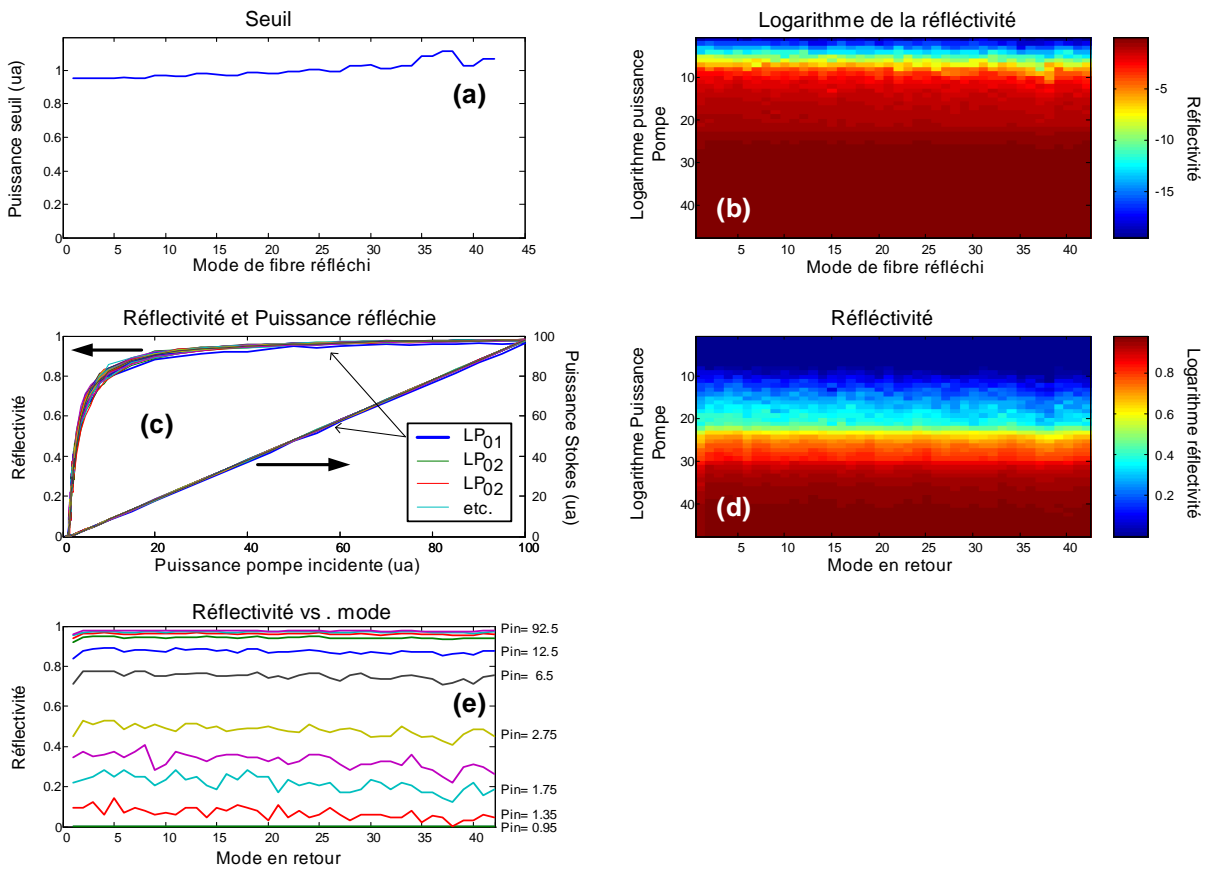 Seuil
Puissance seuil (ua)
1
0.8
0.6
0.4
0.2
0
0 5 10 15 20 25 30 35 40 45
(a)
Mode de fibre réfléchi
Logarithme de la réfléctivité
Logarithme puissance
Pompe
10
20
30
40
5 10 15 20 25 30 35 40
(b)
Mode de fibre réfléchi
-5
-10
-15
Réflectivité
Réflectivité et Puissance réfléchie
Réflectivité
1
0.8
0.6
0.4
0.2
0
0 20 40 60 80 100
100
80
60
40
20
0
Puissance Stokes (ua)
(c)
LP01
LP02
LP02
etc.
Puissance pompe incidente (ua)
Réfléctivité
Logarithme Puissance
Pompe
10
20
30
40
5 10 15 20 25 30 35 40
(d)
Mode en retour
0.8
0.6
0.4
0.2
Logarithme réflectivité
Réflectivité vs . mode
Réflectivité
1
0.8
0.6
0.4
0.2
0
0 5 10 15 20 25 30 35 40
(e)
Pin= 92.5
Pin= 12.5
Pin= 6.5
Pin= 2.75
Pin= 1.75
Pin= 1.35
Pin= 0.95
Mode en retour